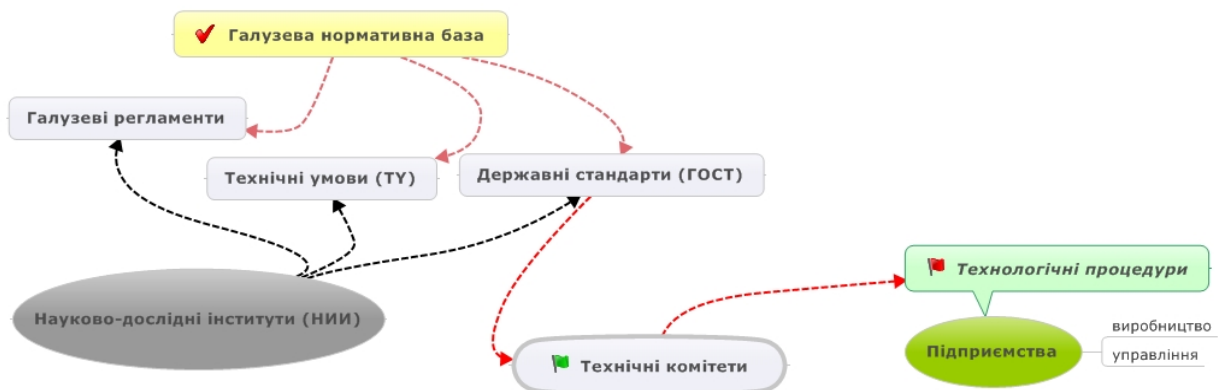 Галузева нормативна база
Галузеві регламенти
Технічні умови (ТУ)
Державні стандарти (ГОСТ)
Науково-дослідні інститути (НИИ)
Технічні комітети
Технологічні процедури
Підприємства
виробництво
управління